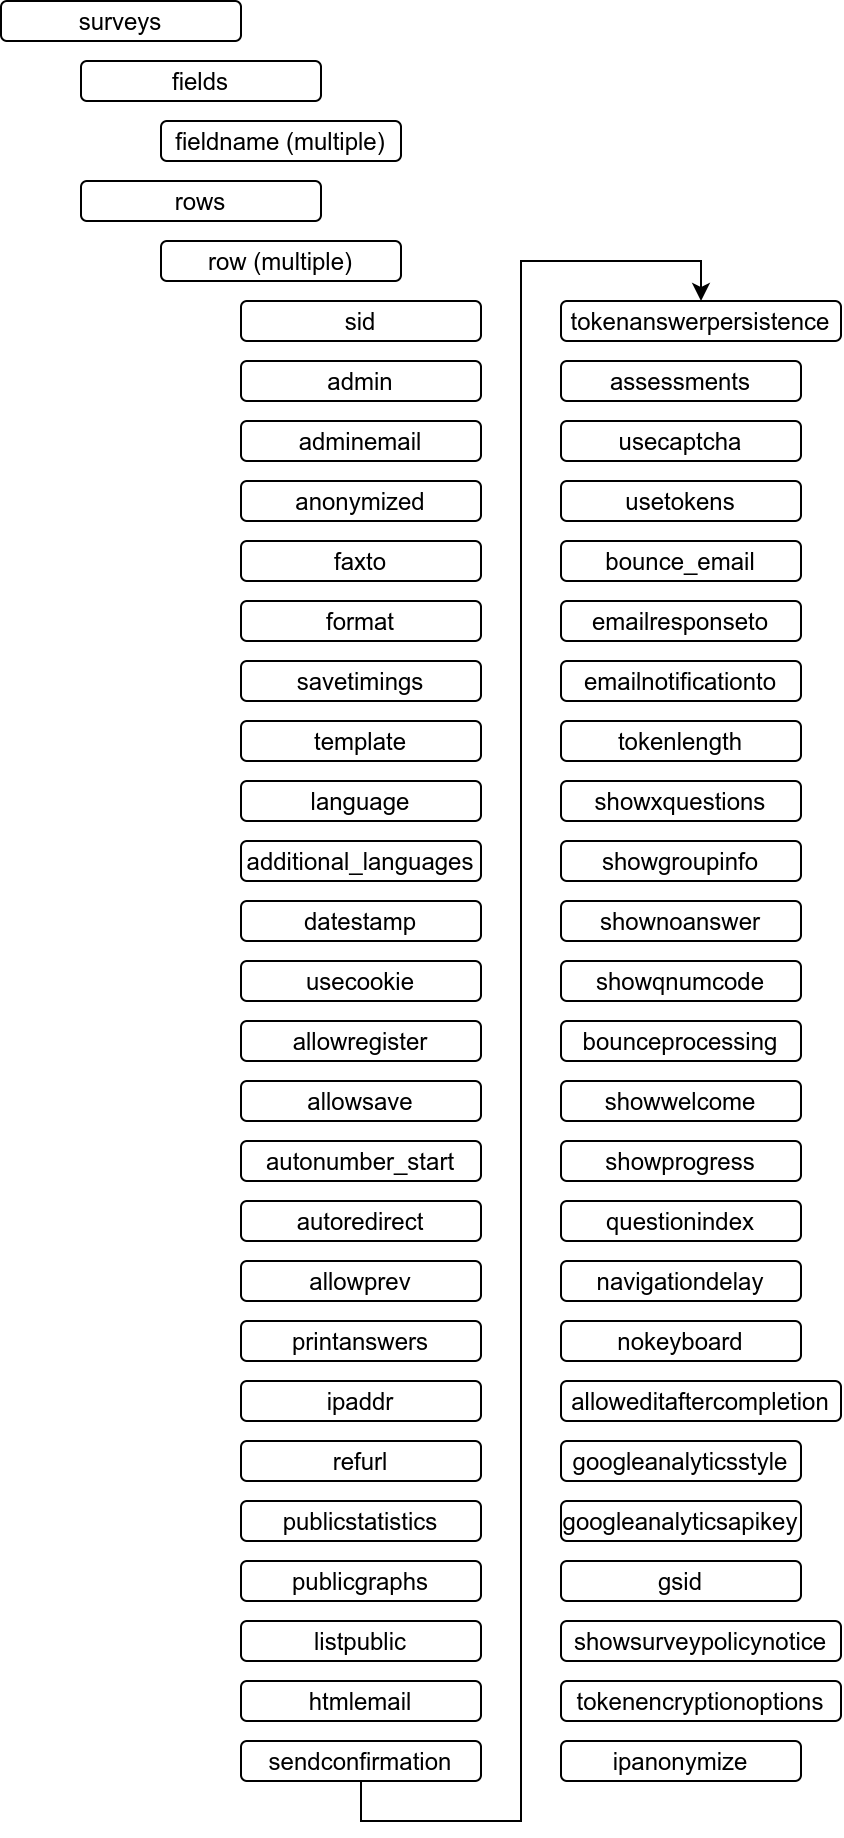 surveys
fields
fieldname (multiple)
rows
row (multiple)
sid
admin
adminemail
anonymized
faxto
format
savetimings
template
language
additional_languages
datestamp
usecookie
allowregister
allowsave
autonumber_start
autoredirect
allowprev
printanswers
ipaddr
refurl
publicstatistics
publicgraphs
listpublic
htmlemail
sendconfirmation
tokenanswerpersistence
assessments
usecaptcha
usetokens
bounce_email
emailresponseto
emailnotificationto
tokenlength
showxquestions
showgroupinfo
shownoanswer
showqnumcode
bounceprocessing
showwelcome
showprogress
questionindex
navigationdelay
nokeyboard
alloweditaftercompletion
googleanalyticsstyle
googleanalyticsapikey
gsid
showsurveypolicynotice
tokenencryptionoptions
ipanonymize